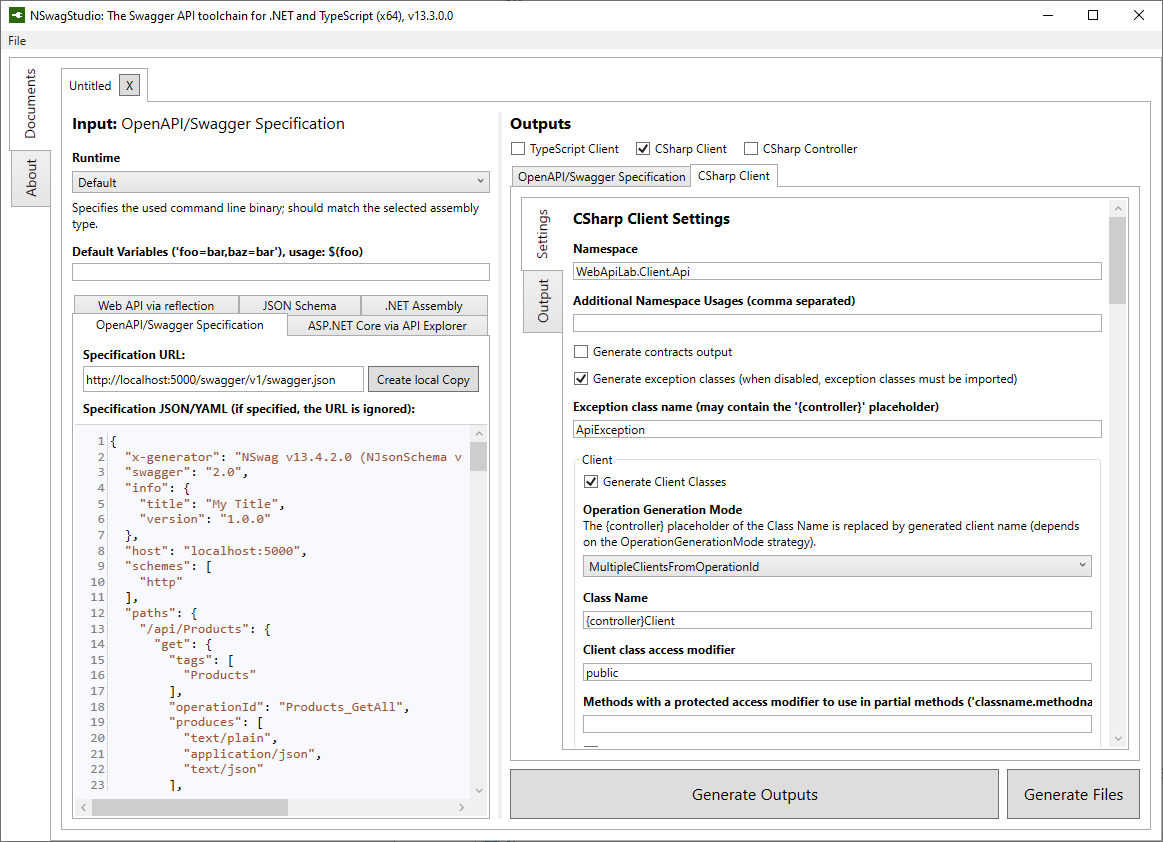 NSwagStudio: The Swagger API toolchain for .NET and TypeScript (x64), v13.3.0.0
File
Documents
About
Untitled X
Input: OpenAPI/Swagger Specification
Runtime
Default
Specifies the used command line binary; should match the selected assembly
type.
Default Variables ('foo=bar,baz=bar'), usage: $(foo)
Web API via reflection JSON Schema .NET Assembly
OpenAPI/Swagger Specification ASP.NET Core via API Explorer
Specification URL:
http://localhost:5000/swagger/v1/swagger.json Create local Copy
Specification JSON/YAML (if specified, the URL is ignored):
1 {
2 "x-generator": "NSwag v13.4.2.0 (NJsonSchema v
3 "swagger": "2.0",
4 "info": {
5 "title": "My Title",
6 "version": "1.0.0"
7 },
8 "host": "localhost:5000",
9 "schemes": [
10 "http"
11 ],
12 "paths": {
13 "/api/Products": {
14 "get": {
15 "tags": [
16 "Products"
17 ],
18 "operationId": "Products_GetAll",
19 "produces": [
20 "text/plain",
21 "application/json",
22 "text/json"
23 ],
Outputs
TypeScript Client CSharp Client CSharp Controller
OpenAPI/Swagger Specification CSharp Client
Settings
Output
CSharp Client Settings
Namespace
WebApiLab.Client.Api
Additional Namespace Usages (comma separated)
Generate contracts output
Generate exception classes (when disabled, exception classes must be imported)
Exception class name (may contain the '{controller}' placeholder)
ApiException
Client
Generate Client Classes
Operation Generation Mode
The {controller} placeholder of the Class Name is replaced by generated client name (depends
on the OperationGenerationMode strategy).
MultipleClientsFromOperationId
Class Name
{controller}Client
Client class access modifier
public
Methods with a protected access modifier to use in partial methods ('classname.methodna
Generate Outputs Generate Files